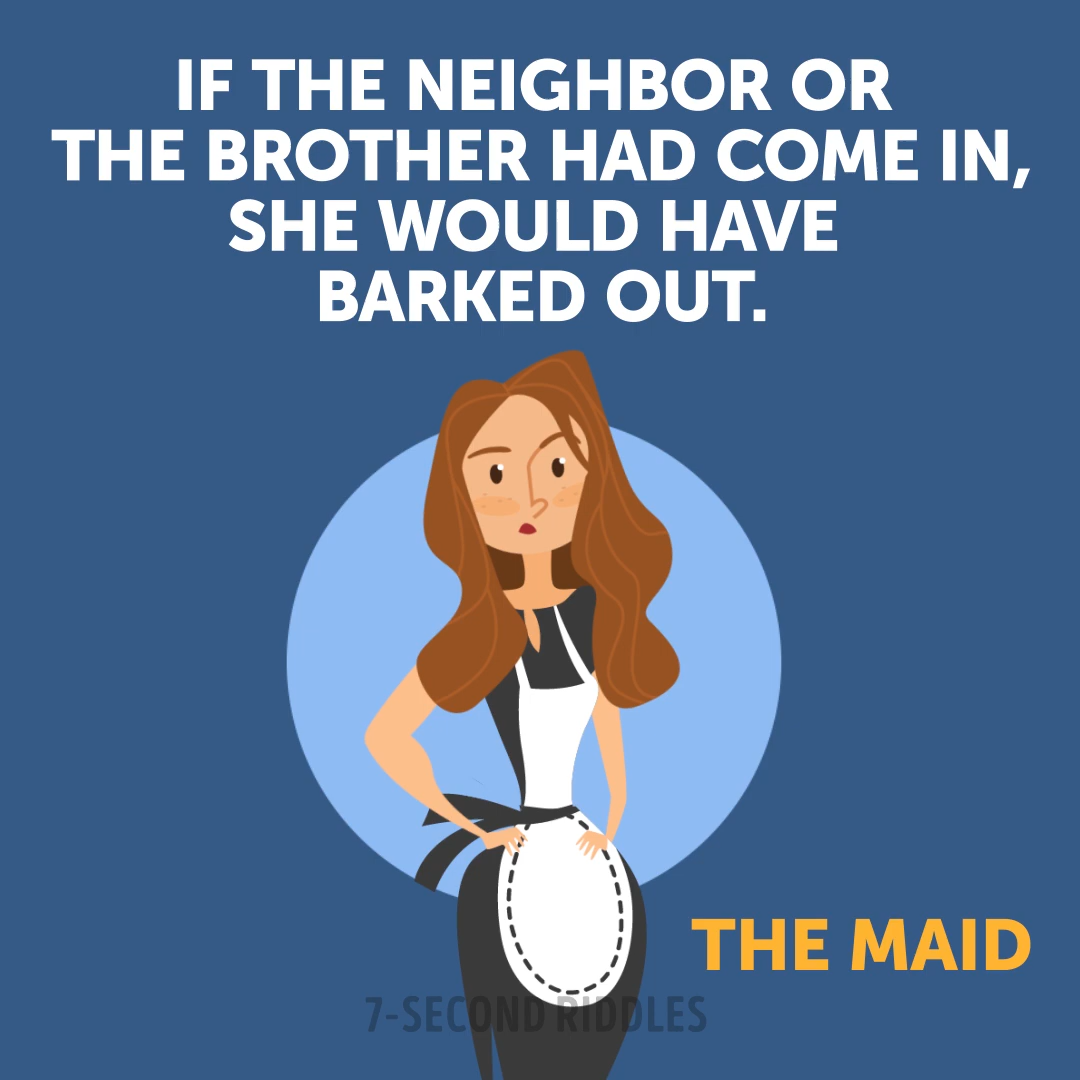 IF THE NEIGHBOR OR
THE BROTHER HAD COME IN,
SHE WOULD HAVE
BARKED OUT.
THE MAID
7-SECOND RIDDLES